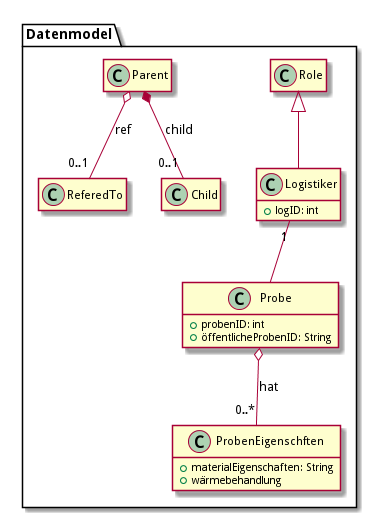 Datenmodel
C Parent
C Role
ref
child
0..1
0..1
C ReferedTo
C Child
C Logistiker
logID: int
1
C Probe
probenID: int
öffentlicheProbenID: String
hat
0..*
C ProbenEigenschften
materialEigenschaften: String
wärmebehandlung